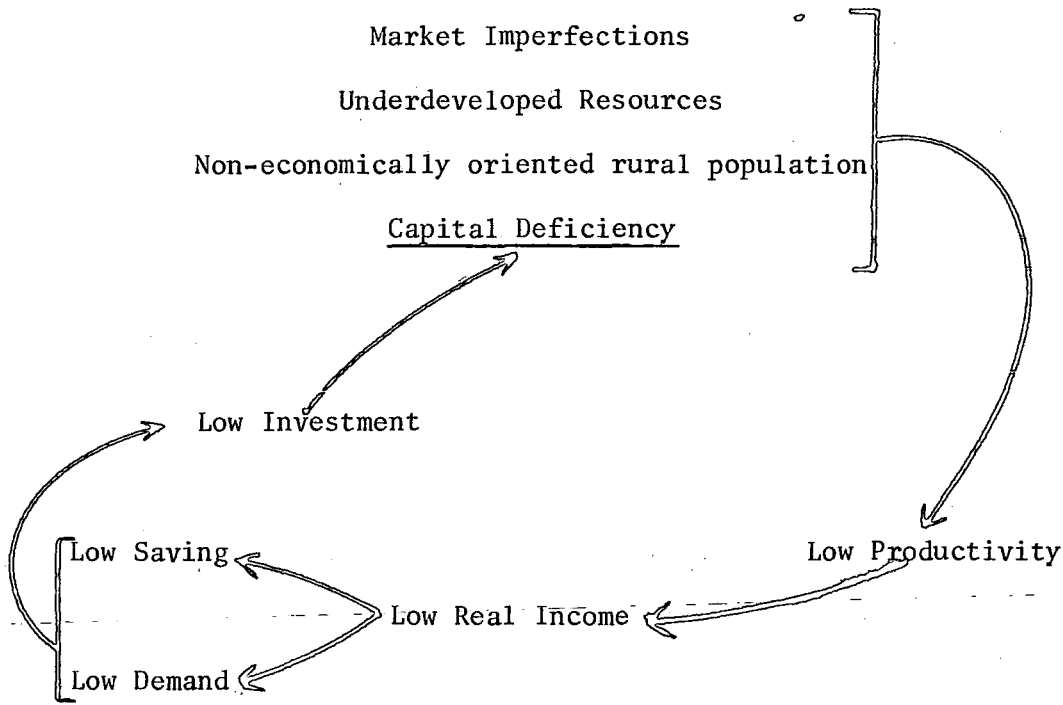 Market Imperfections
Underdeveloped Resources
Non-economically oriented rural population
Capital Deficiency
Low Investment
Low Saving
Low Productivity
Low Real Income
Low Demand